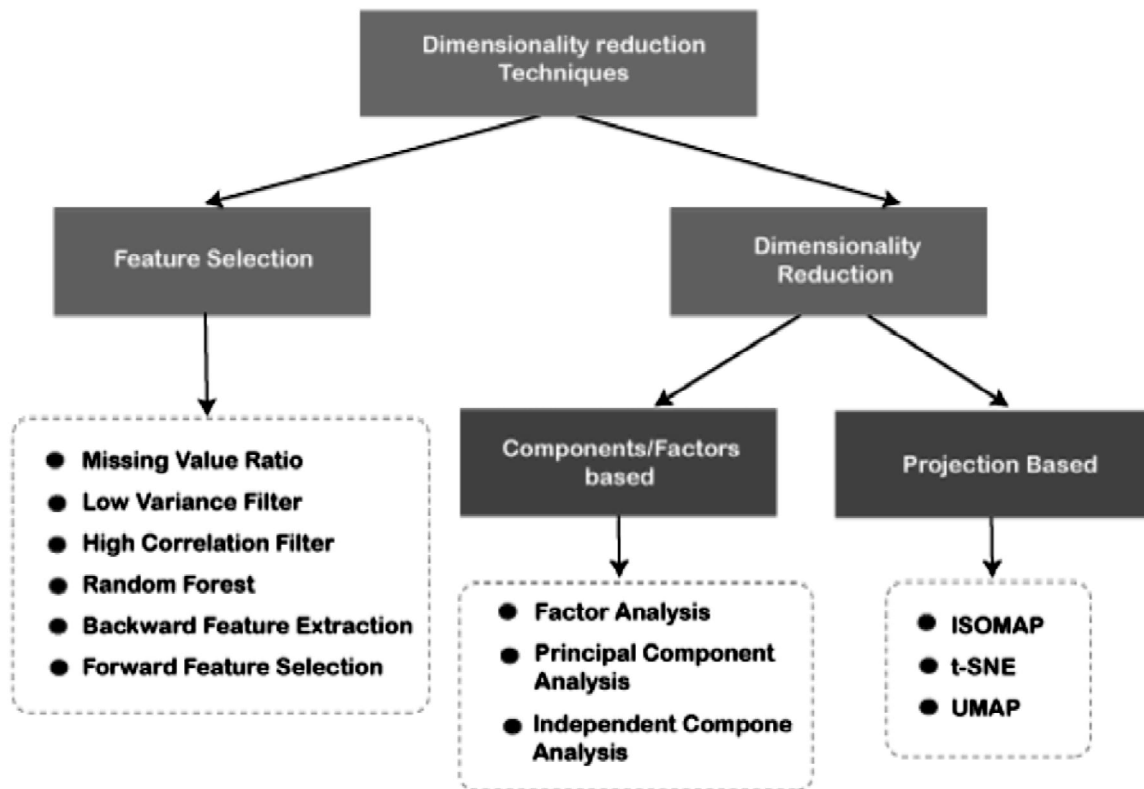 Dimensionality reduction
Techniques
Feature Selection
Dimensionality
Reduction
Missing Value Ratio
Low Variance Filter
High Correlation Filter
Random Forest
Backward Feature Extraction
Forward Feature Selection
Components/Factors
based
Factor Analysis
Principal Component
Analysis
Independent Compone
Analysis
Projection Based
ISOMAP
t-SNE
UMAP